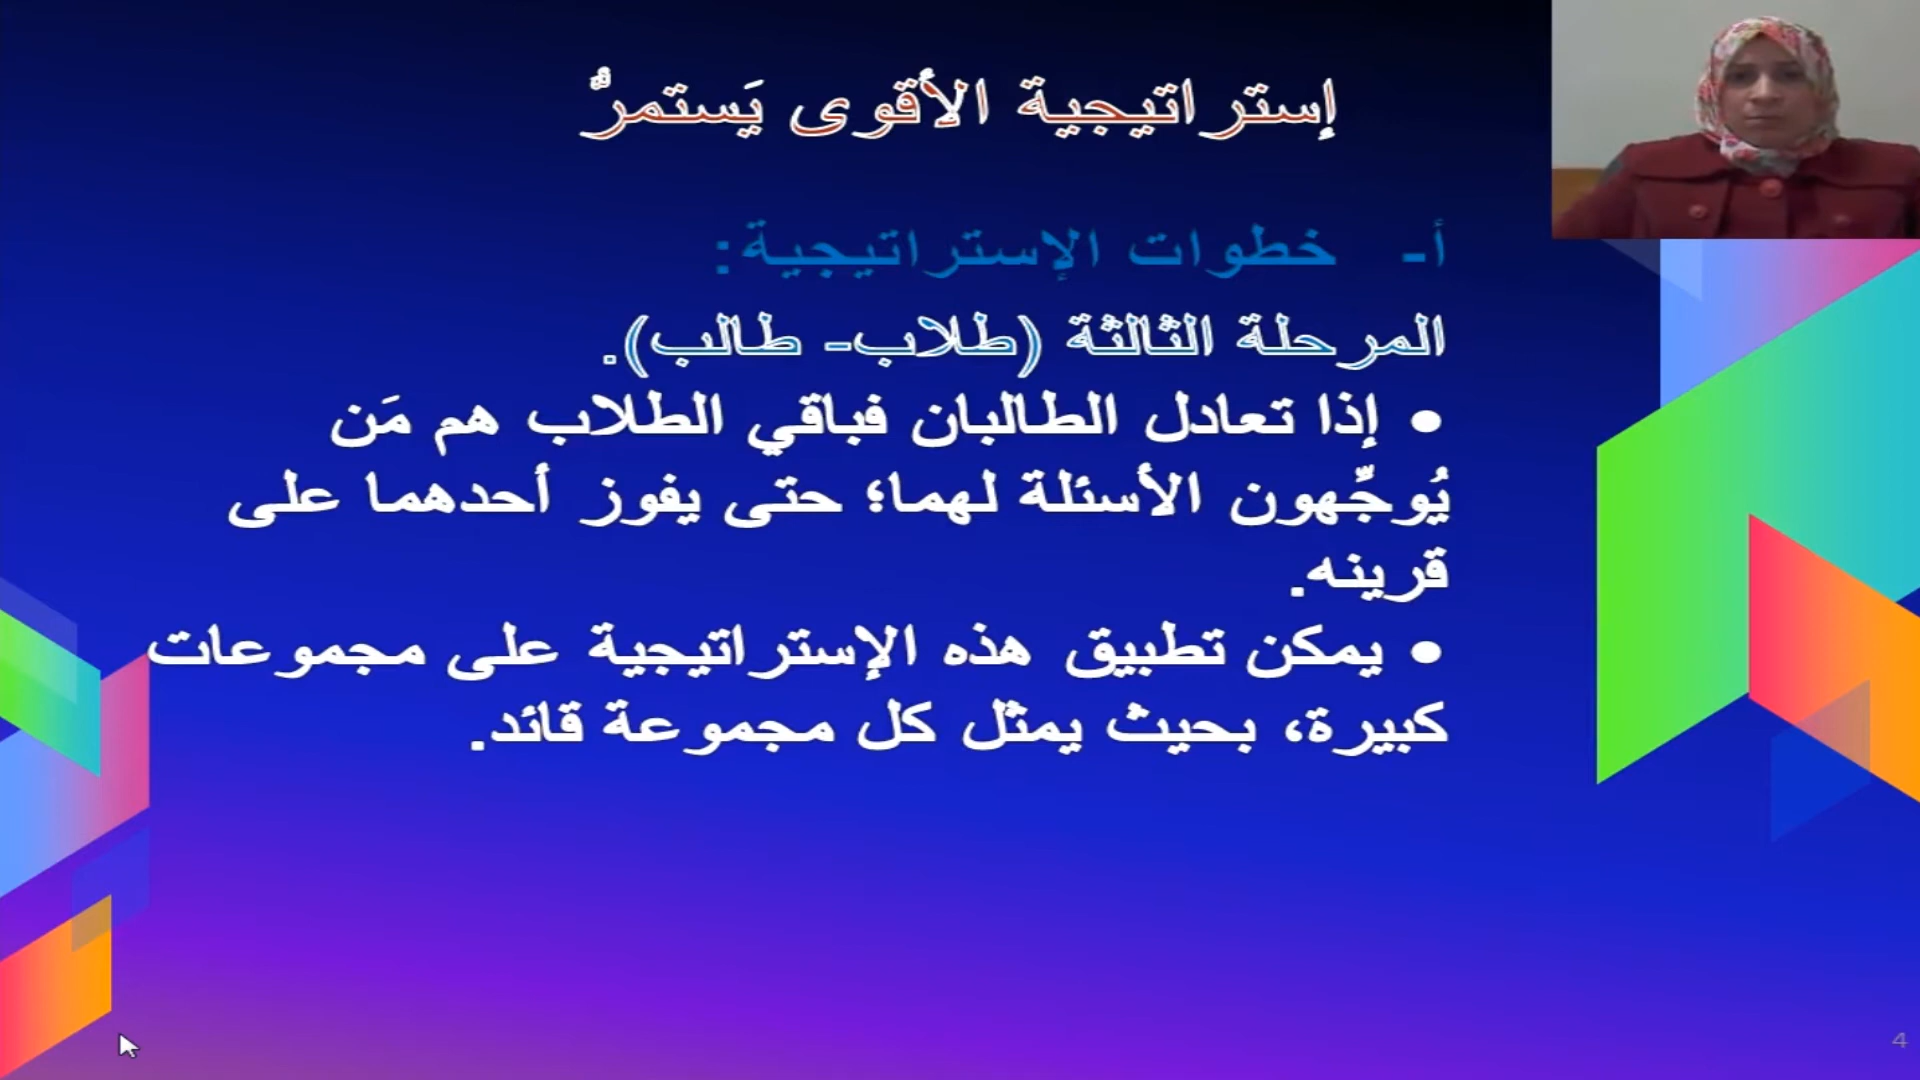 إستراتيجية الأقوى يَستمرُّ
أ- خطوات الإستراتيجية:
المرحلة الثالثة (طلاب- طالب).
• إذا تعادل الطالبان فباقي الطلاب هم مَن
يُوجِّهون الأسئلة لهما؛ حتى يفوز أحدهما على
قرينه.
• يمكن تطبيق هذه الإستراتيجية على مجموعات
كبيرة، بحيث يمثل كل مجموعة قائد.
4